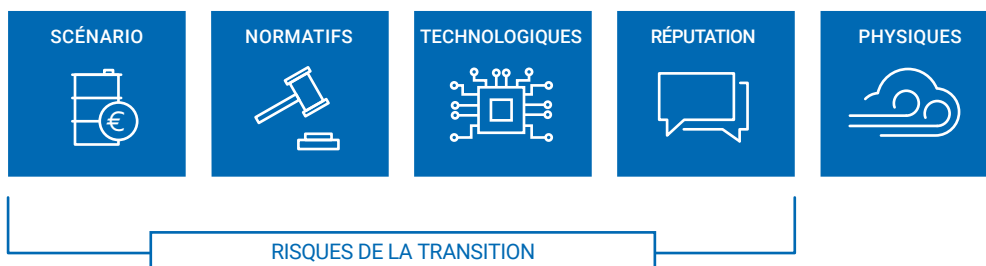 SCÉNARIO
NORMATIFS
TECHNOLOGIQUES
RÉPUTATION
PHYSIQUES
€
RISQUES DE LA TRANSITION